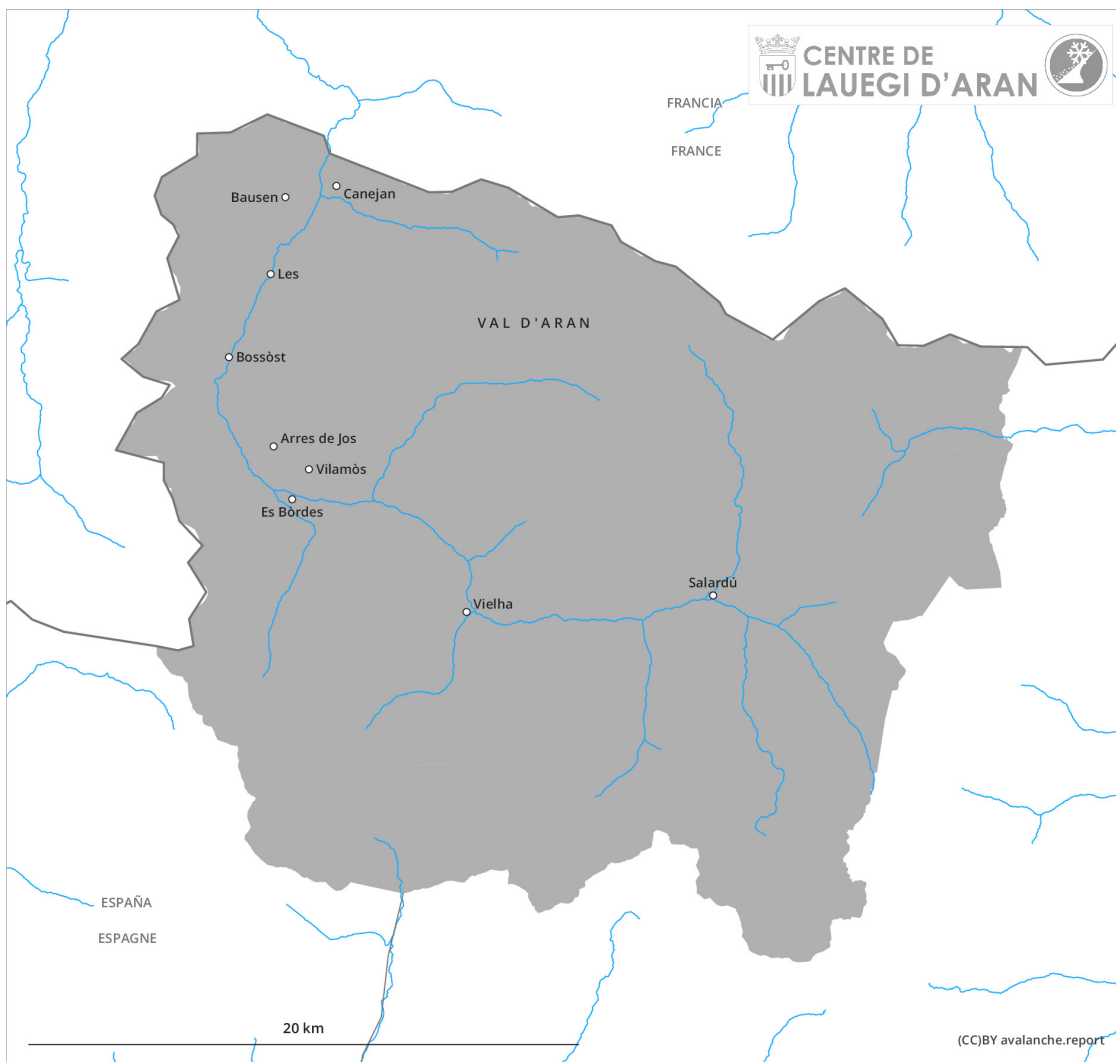 CENTRE DE
LAUEGI D'ARAN
FRANCIA
FRANCE
Bausen
Canejan
Les
VAL D'ARAN
Bossòst
Arres de Jos
Vilamòs
Es Bòrdes
Salardú
Vielha
ESPAÑA
ESPAGNE
20 km
(CC)BY avalanche.report